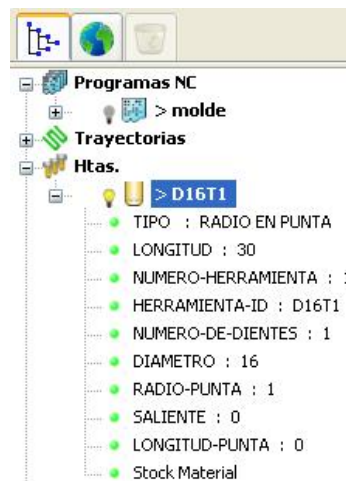 Programas NC
> molde
Trayectorias
Htas.
> D16T1
TIPO : RADIO EN PUNTA
LONGITUD : 30
NUMERO-HERRAMIENTA :
HERRAMIENTA-ID : D16T1
NUMERO-DE-DIENTES : 1
DIAMETRO : 16
RADIO-PUNTA : 1
SALIENTE : 0
LONGITUD-PUNTA : 0
Stock Material